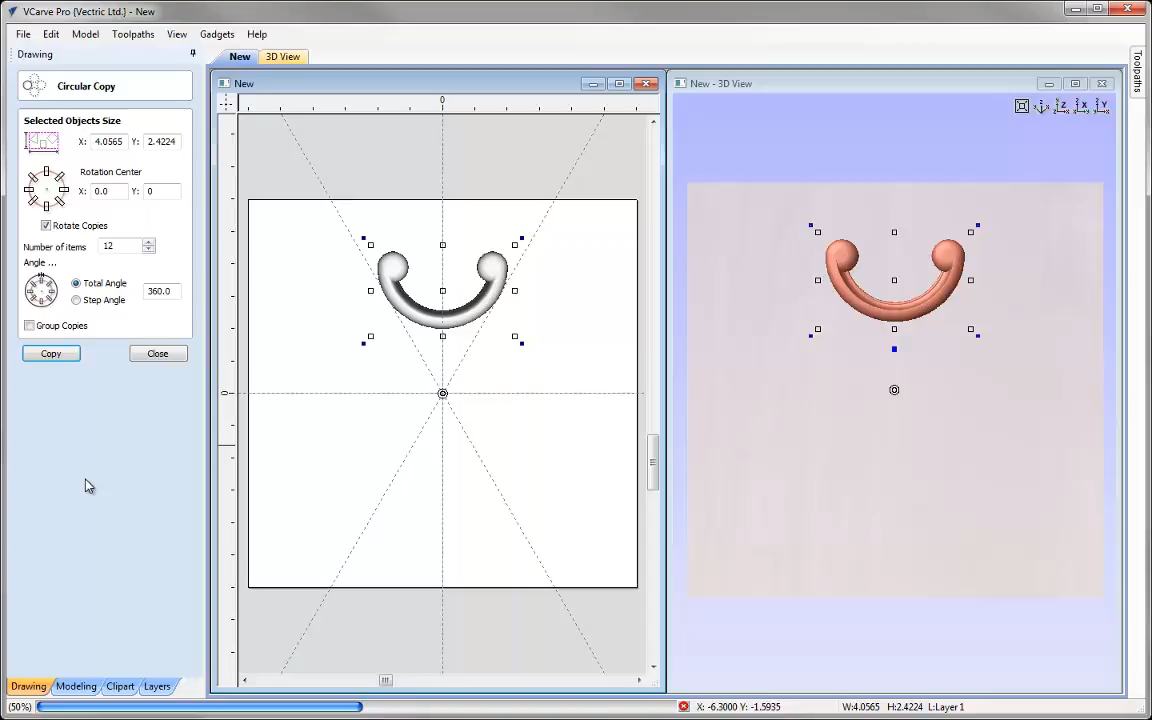 VCarve Pro {Vectric Ltd.} - New
File Edit Model Toolpaths View Gadgets Help
Drawing
New 3D View
Circular Copy
New
New - 3D View
Toolpaths
0
Selected Objects Size
X: 4.0565 Y: 2.4224
Rotation Center
X: 0.0 Y: 0
Rotate Copies
Number of items 12
Angle ...
Total Angle
Step Angle
360.0
Group Copies
Copy Close
0
Z X Y
Drawing Modeling Clipart Layers
(50%) X: -6.3000 Y: -1.5935 W:4.0565 H:2.4224 L:Layer 1